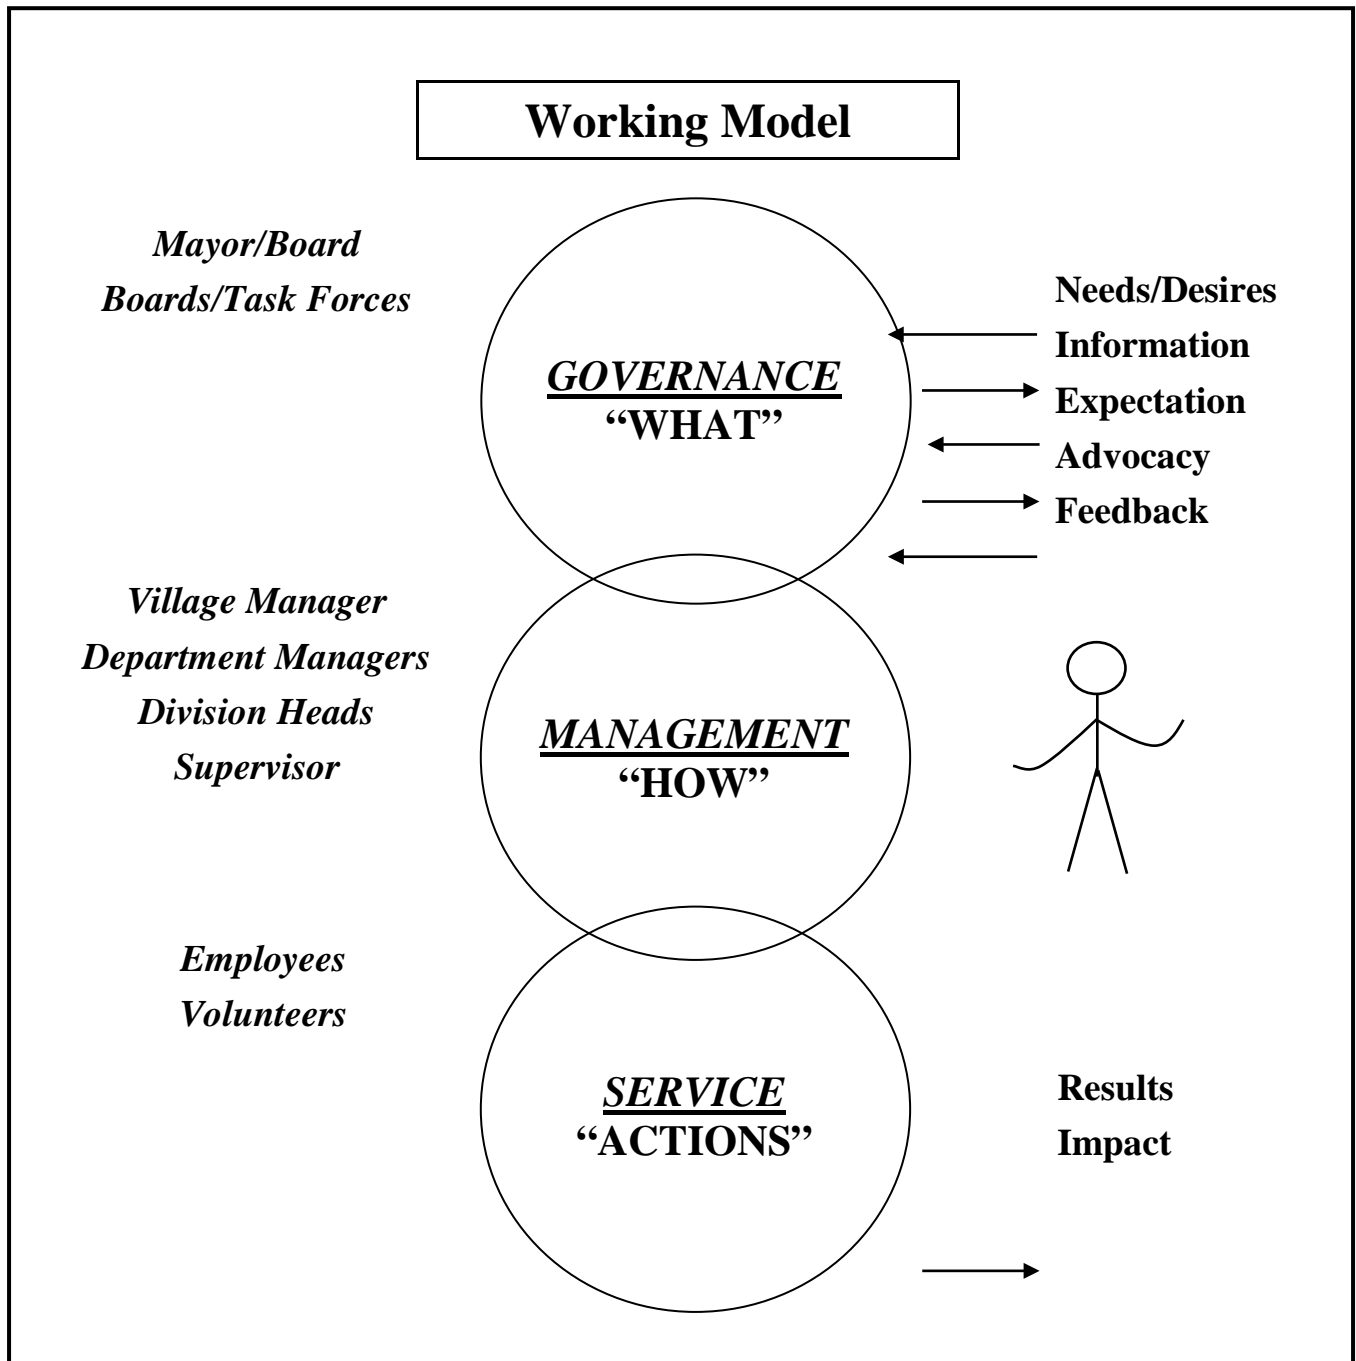 Working Model
Mayor/Board
Boards/Task Forces
GOVERNANCE
“WHAT”
Needs/Desires
Information
Expectation
Advocacy
Feedback
Village Manager
Department Managers
Division Heads
Supervisor
MANAGEMENT
“HOW”
Employees
Volunteers
SERVICE
“ACTIONS”
Results
Impact